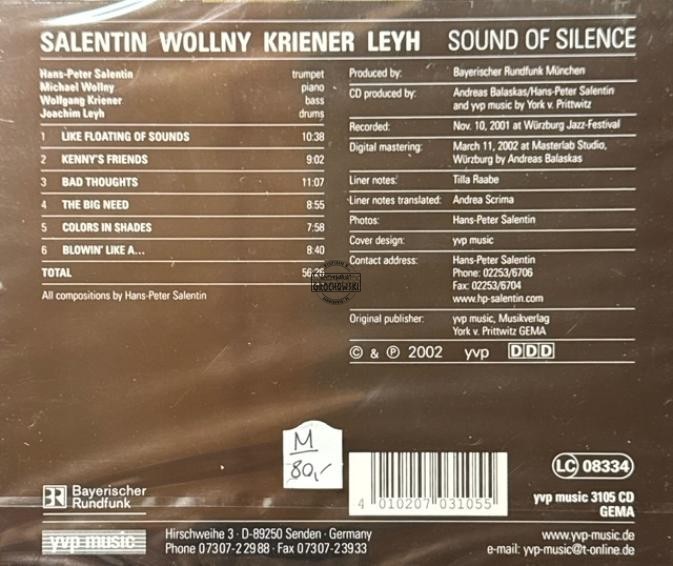 SALENTIN WOLLNY KRIENER LEYH SOUND OF SILENCE
Hans-Peter Salentin trumpet
Michael Wollny piano
Wolfgang Kriener bass
Joachim Leyh drums
1 LIKE FLOATING OF SOUNDS 10:38
2 KENNY'S FRIENDS 9:02
3 BAD THOUGHTS 11:07
4 THE BIG NEED 8:55
5 COLORS IN SHADES 7:58
6 BLOWIN' LIKE A... 8:40
TOTAL 56:26
All compositions by Hans-Peter Salentin
Produced by: Bayerischer Rundfunk München
CD produced by: Andreas Balaskas/Hans-Peter Salentin
and yvp music by York v. Prittwitz
Recorded: Nov. 10, 2001 at Würzburg Jazz-Festival
Digital mastering: March 11, 2002 at Masterlab Studio,
Würzburg by Andreas Balaskas
Liner notes: Tilla Raabe
Liner notes translated: Andrea Scrima
Photos: Hans-Peter Salentin
Cover design: yvp music
Contact address: Hans-Peter Salentin
Phone: 02253/6706
Fax: 02253/6704
www.hp-salentin.com
Original publisher: yvp music, Musikverlag
York v. Prittwitz GEMA
© & ℗ 2002 yvp DDD
GROCHOWSKI
M
80,-
4 010207 031055
LC 08334
yvp music 3105 CD
GEMA
BR Bayerischer
Rundfunk
yvp music
Hirschweihe 3 · D-89250 Senden · Germany
Phone 07307-2 29 88 · Fax 07307-23933
www.yvp-music.de
e-mail: yvp-music@t-online.de